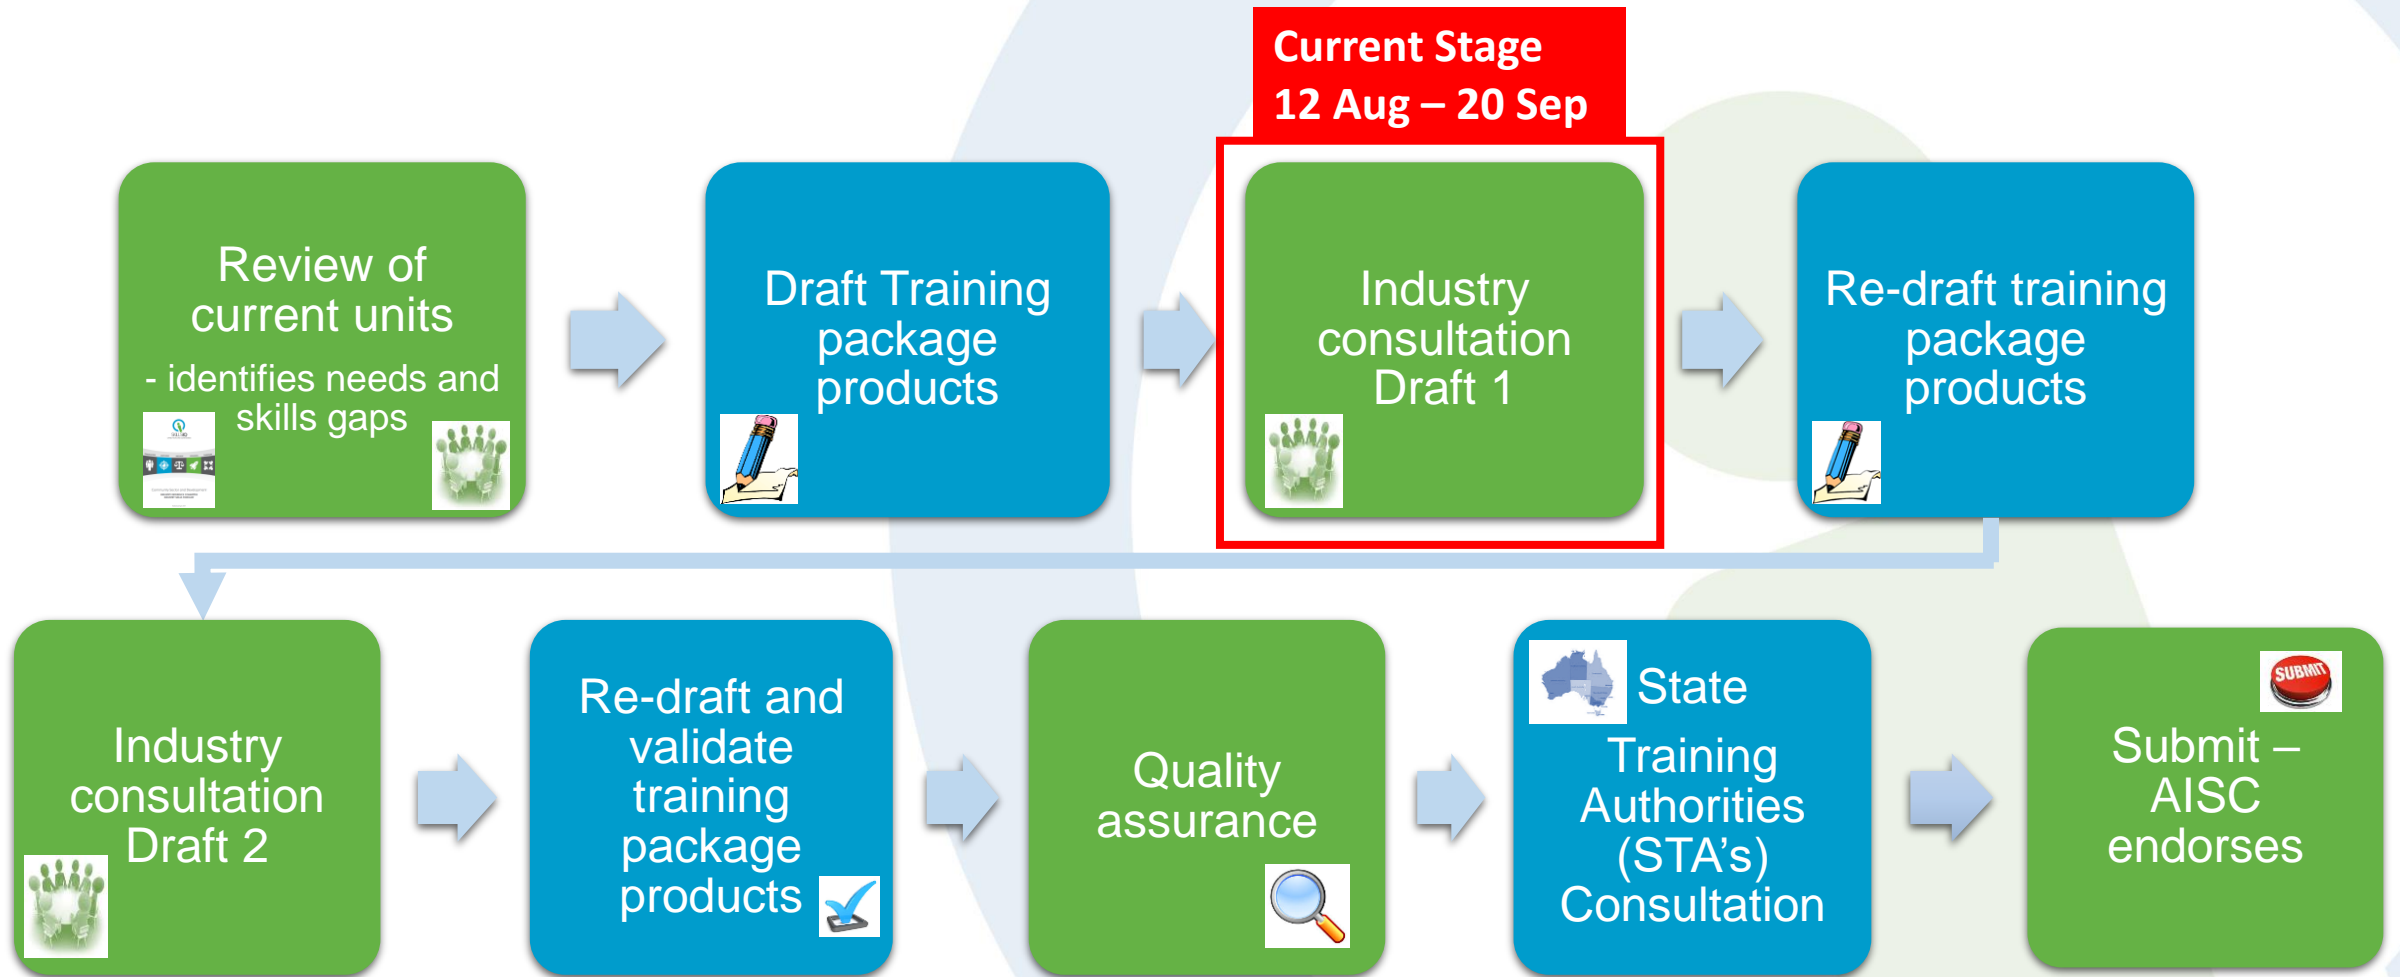 Current Stage
12 Aug – 20 Sep
Review of
current units
- identifies needs and
skills gaps
Draft Training
package
products
Industry
consultation
Draft 1
Re-draft training
package
products
Industry
consultation
Draft 2
Re-draft and
validate
training
package
products
Quality
assurance
State
Training
Authorities
(STA’s)
Consultation
SUBMIT
Submit –
AISC
endorses